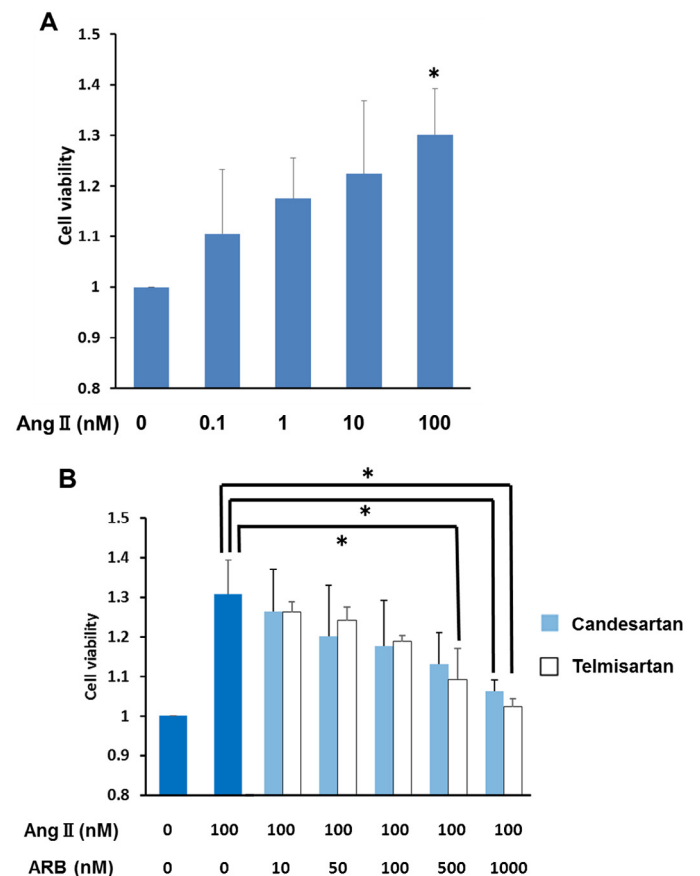 A
*
1.5
1.4
1.3
1.2
1.1
1
0.9
0.8
Cell viability
Ang Ⅱ (nM) 0 0.1 1 10 100
B
*
*
*
1.5
1.4
1.3
1.2
1.1
1
0.9
0.8
Cell viability
Candesartan
Telmisartan
Ang Ⅱ (nM) 0 100 100 100 100 100 100
ARB (nM) 0 0 10 50 100 500 1000